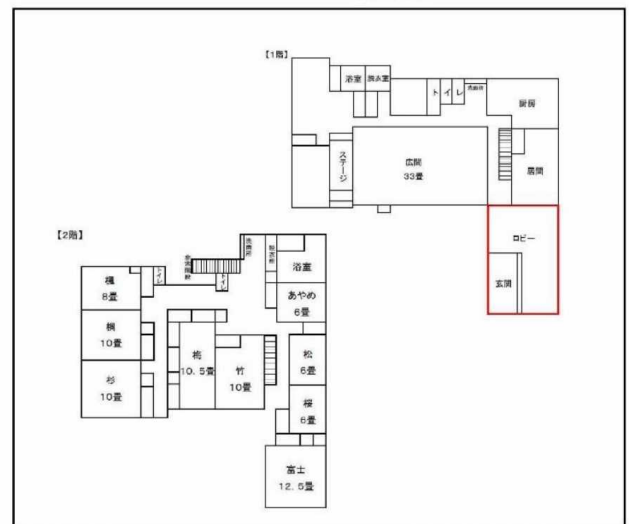 【1階】
浴室
洗面所
トイレ
厨房
ステージ
広間
33畳
居間
ロビー
玄関
【2階】
トイレ
洗面所
浴室
楓
8畳
トイレ
あやめ
6畳
桐
10畳
梅
10.5畳
竹
10畳
松
6畳
杉
10畳
桜
6畳
富士
12.5畳